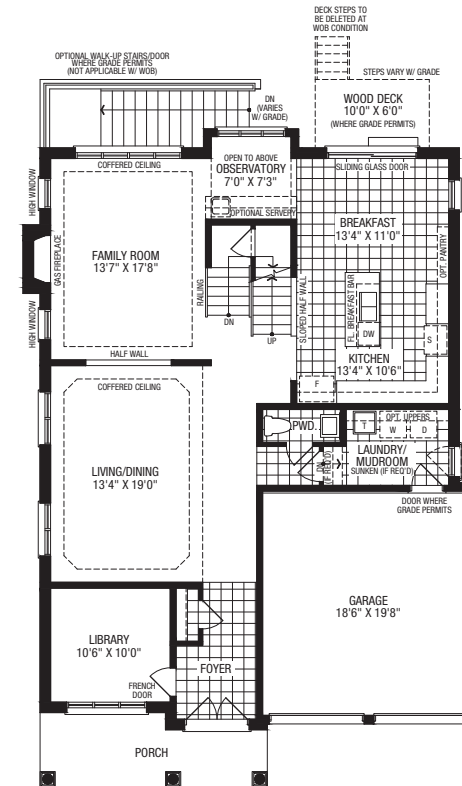 DECK STEPS TO
BE DELETED AT
WOB CONDITION
OPTIONAL WALK-UP STAIRS/DOOR
WHERE GRADE PERMITS
(NOT APPLICABLE W/ WOB)
STEPS VARY W/ GRADE
DN
(VARIES
W/ GRADE)
WOOD DECK
10'0" X 6'0"
(WHERE GRADE PERMITS)
COFFERED CEILING
OPEN TO ABOVE
OBSERVATORY
7'0" X 7'3"
SLIDING GLASS DOOR
HIGH WINDOW
OPTIONAL SERVERY
BREAKFAST
13'4" X 11'0"
OPT. PANTRY
GAS FIREPLACE
FAMILY ROOM
13'7" X 17'8"
RAILING
DN
UP
SLOPED HALF WALL
FL. BREAKFAST BAR
DW
S
HIGH WINDOW
HALF WALL
KITCHEN
13'4" X 10'6"
F
COFFERED CEILING
PWD.
T
OPT. UPPERS
W
D
LIVING/DINING
13'4" X 19'0"
DN
(IF REQ'D)
LAUNDRY/
MUDROOM
SUNKEN (IF REQ'D)
DOOR WHERE
GRADE PERMITS
GARAGE
18'6" X 19'8"
LIBRARY
10'6" X 10'0"
FOYER
FRENCH
DOOR
PORCH